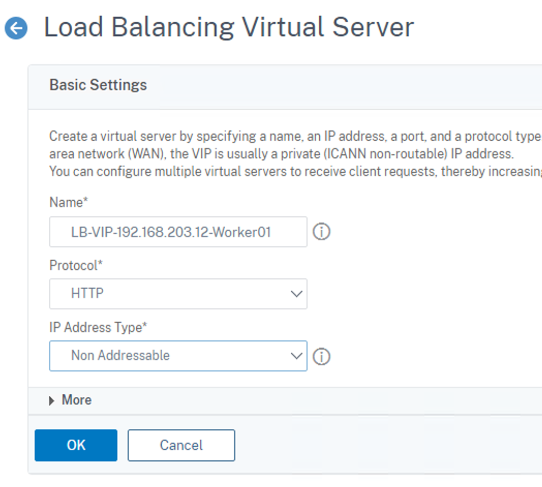 Load Balancing Virtual Server
Basic Settings
Create a virtual server by specifying a name, an IP address, a port, and a protocol type
area network (WAN), the VIP is usually a private (ICANN non-routable) IP address.
You can configure multiple virtual servers to receive client requests, thereby increasing
Name*
LB-VIP-192.168.203.12-Worker01
Protocol*
HTTP
IP Address Type*
Non Addressable
More
OK Cancel